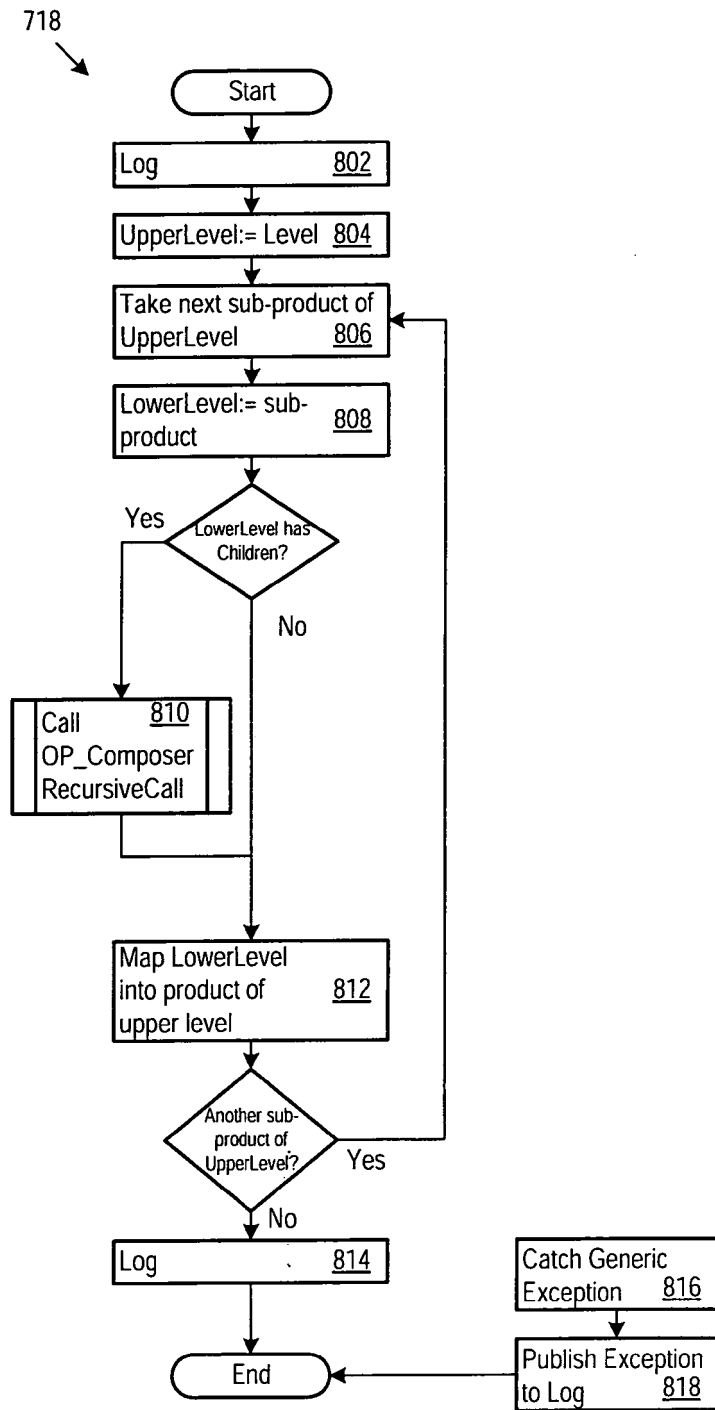 718
Start
Log 802
UpperLevel:= Level 804
Take next sub-product of
UpperLevel 806
LowerLevel:= sub-
product 808
Yes
LowerLevel has
Children?
No
Call 810
OP_Composer
RecursiveCall
Map LowerLevel
into product of 812
upper level
Another sub-
product of
UpperLevel?
Yes
No
Log 814
Catch Generic
Exception 816
End
Publish Exception
to Log 818